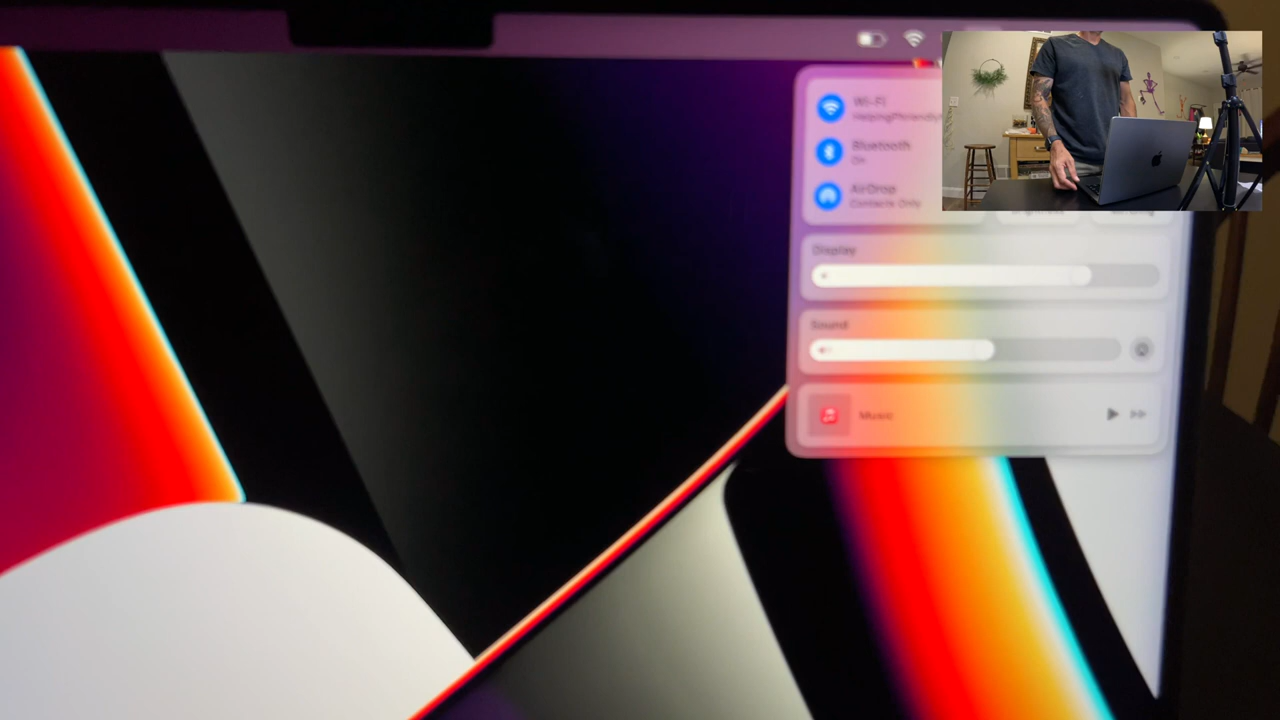 Wi-Fi
Bluetooth
On
AirDrop
Contacts Only
Display
Sound
Music